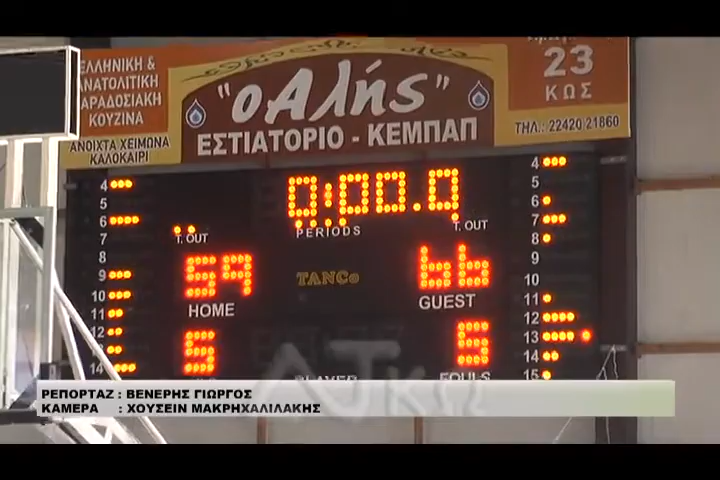 ΕΛΛΗΝΙΚΗ &
ΑΝΑΤΟΛΙΤΙΚΗ
ΠΑΡΑΔΟΣΙΑΚΗ
ΚΟΥΖΙΝΑ
ΑΝΟΙΧΤΑ ΧΕΙΜΩΝΑ
ΚΑΛΟΚΑΙΡΙ
"οΑλής"
ΕΣΤΙΑΤΟΡΙΟ - ΚΕΜΠΑΠ
23
ΚΩΣ
ΤΗΛ.: 22420 21860
4
5
6
7
8
9
10
11
12
13
14
0:00.0
PERIODS
T. OUT
T. OUT
59
HOME
TANCO
66
GUEST
5
5
PLAYER
FOULS
4
5
6
7
8
9
10
11
12
13
14
15
ΡΕΠΟΡΤΑΖ : ΒΕΝΕΡΗΣ ΓΙΩΡΓΟΣ
ΚΑΜΕΡΑ : ΧΟΥΣΕΙΝ ΜΑΚΡΗΧΑΛΙΛΑΚΗΣ